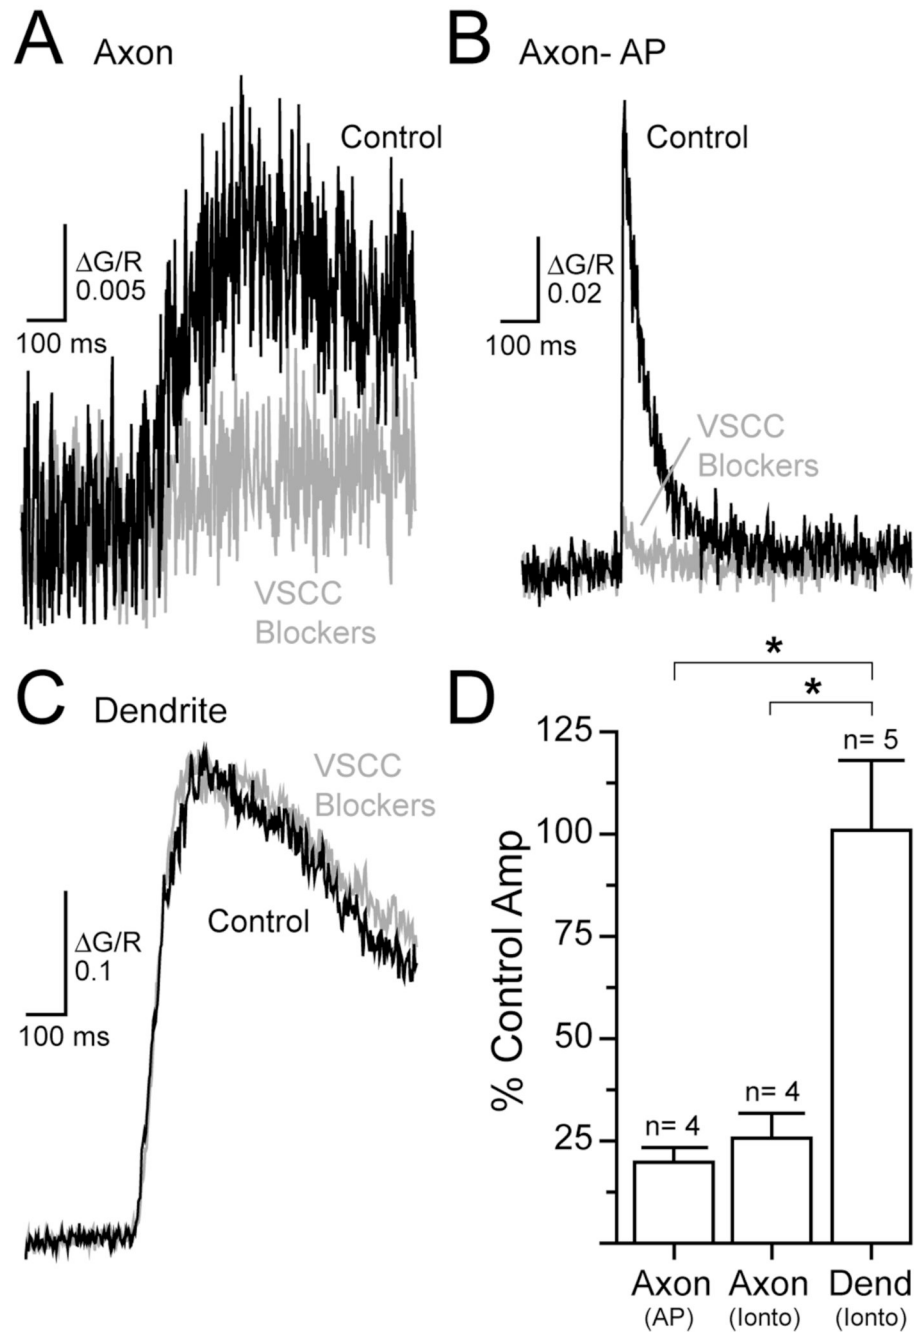 A Axon
Control
ΔG/R
0.005
100 ms
VSCC
Blockers
B Axon- AP
Control
ΔG/R
0.02
100 ms
VSCC
Blockers
C Dendrite
VSCC
Blockers
Control
ΔG/R
0.1
100 ms
D
*
*
% Control Amp
125
100
75
50
25
n= 4
n= 4
n= 5
Axon Axon Dend
(AP) (Ionto) (Ionto)